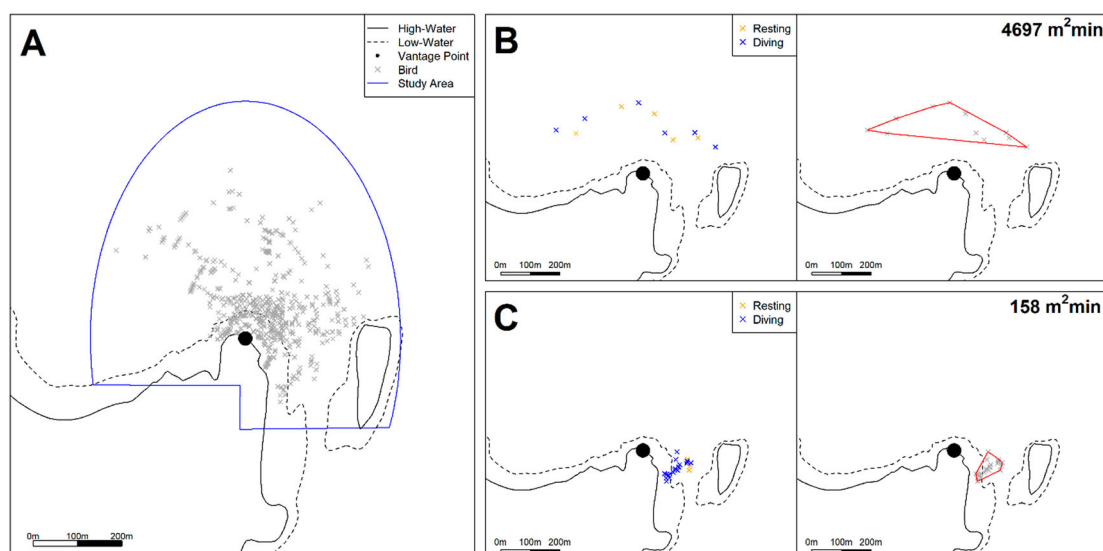 A
High-Water
Low-Water
Vantage Point
Bird
Study Area
0m 100m 200m
B
Resting
Diving
4697 m²min
0m 100m 200m
0m 100m 200m
C
Resting
Diving
158 m²min
0m 100m 200m
0m 100m 200m